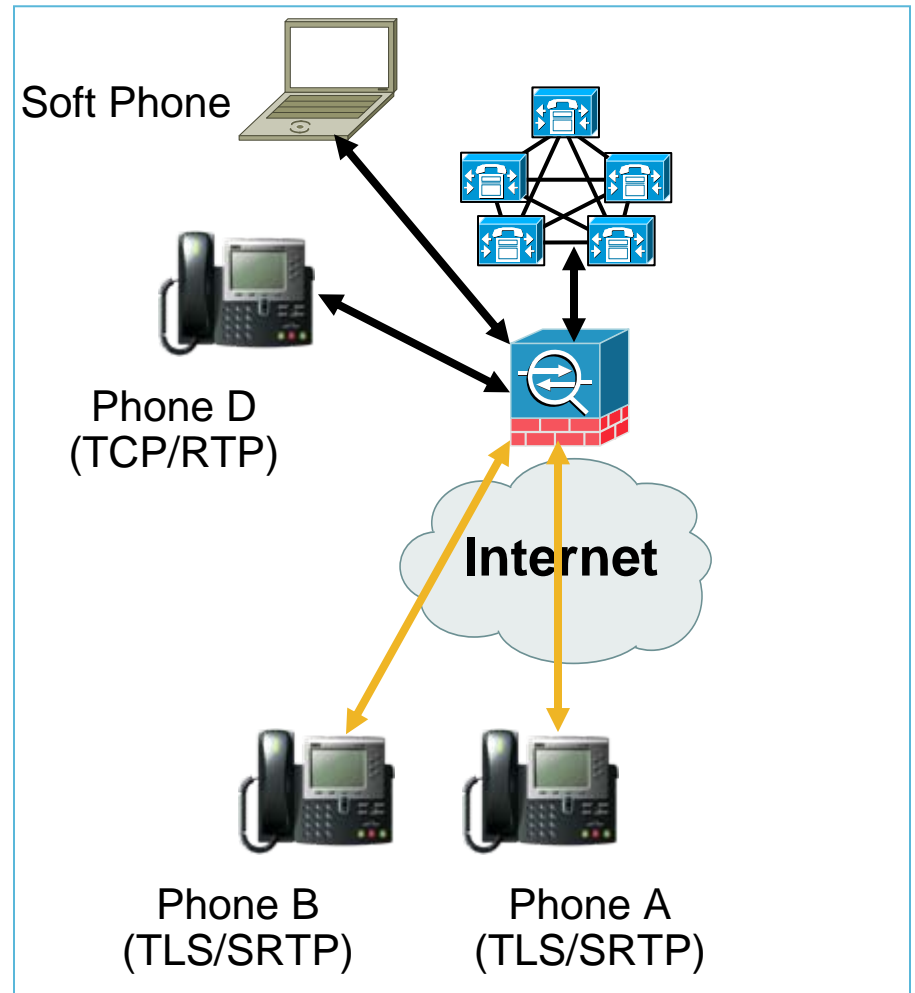 Soft Phone
Phone D
(TCP/RTP)
Internet
Phone B
(TLS/SRTP)
Phone A
(TLS/SRTP)